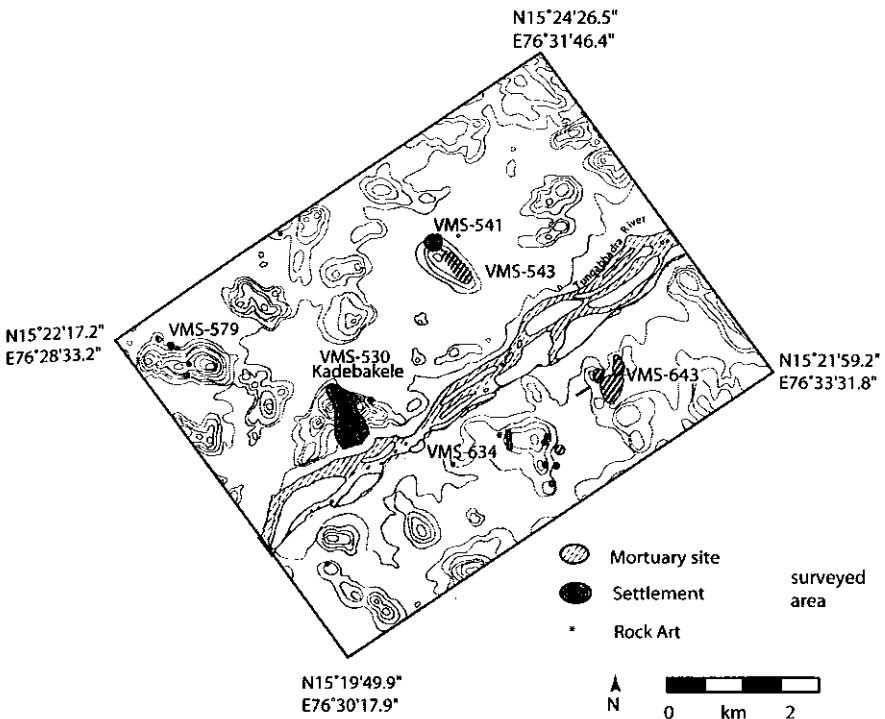 N15°24'26.5"
E76°31'46.4"
VMS-541
VMS-543
Tungabhadra River
N15°22'17.2"
E76°28'33.2"
VMS-579
VMS-530
Kadebakele
N15°21'59.2"
E76°33'31.8"
VMS-643
VMS-634
Mortuary site
Settlement
surveyed
area
Rock Art
N15°19'49.9"
E76°30'17.9"
N
0 km 2